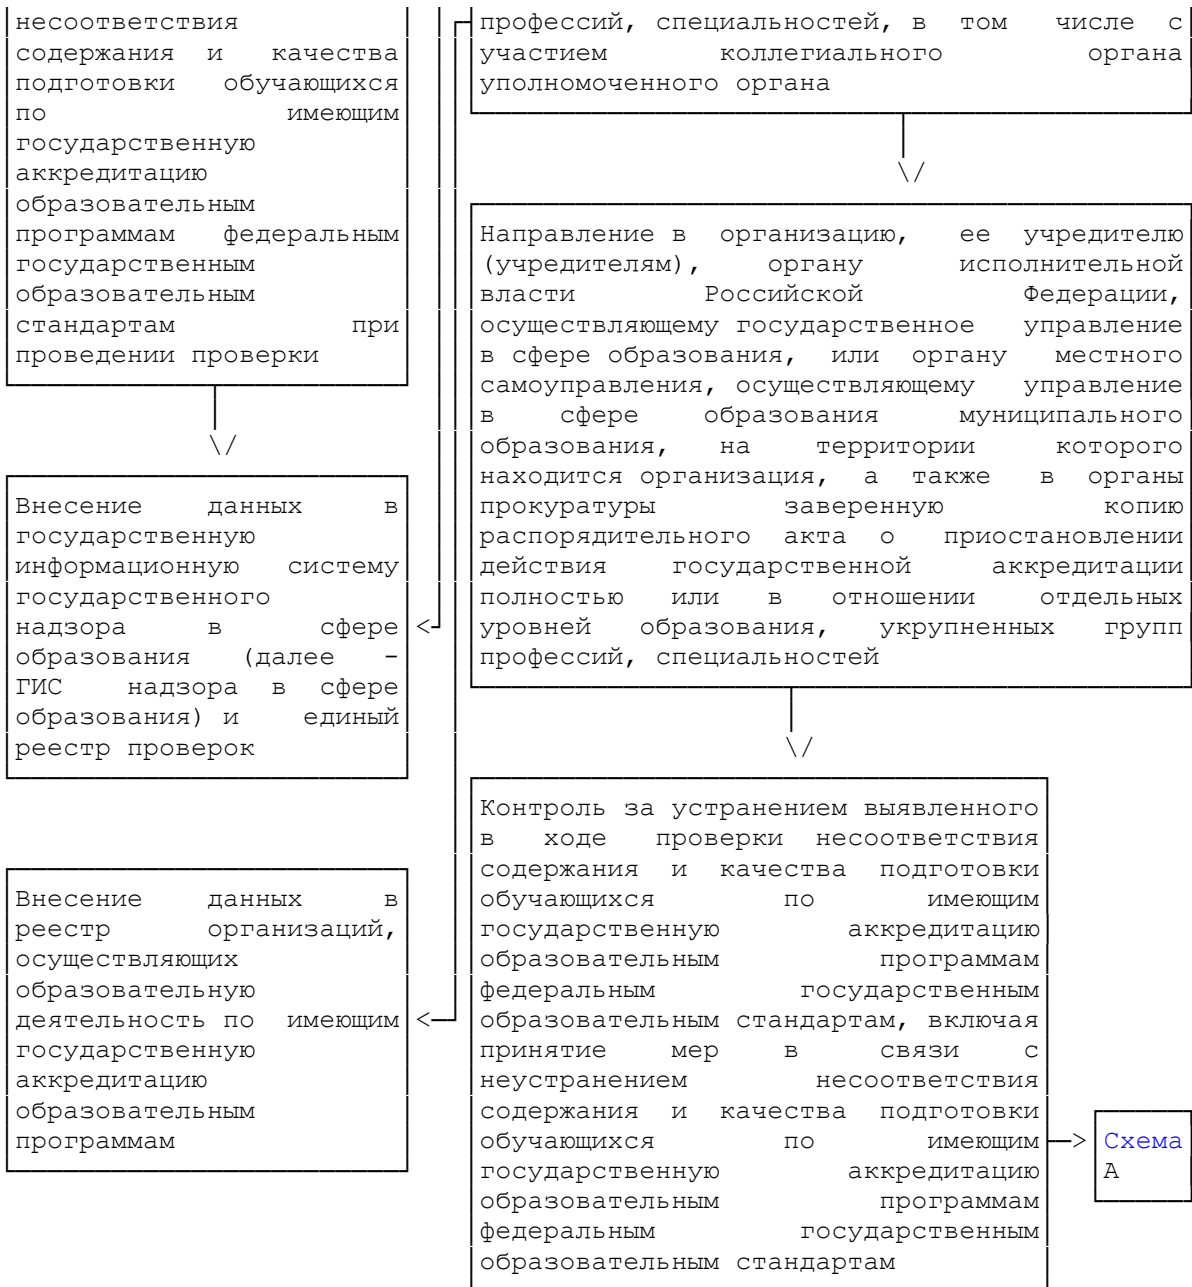 несоответствия
содержания и качества
подготовки обучающихся
по имеющим
государственную
аккредитацию
образовательным
программам федеральным
государственным
образовательным
стандартам при
проведении проверки
Внесение данных в
государственную
информационную систему
государственного
надзора в сфере
образования (далее -
ГИС надзора в сфере
образования) и единый
реестр проверок
Внесение данных в
реестр организаций,
осуществляющих
образовательную
деятельность по имеющим
государственную
аккредитацию
образовательным
программам
профессий, специальностей, в том числе с
участием коллегиального органа
уполномоченного органа
Направление в организацию, ее учредителю
(учредителям), органу исполнительной
власти Российской Федерации,
осуществляющему государственное управление
в сфере образования, или органу местного
самоуправления, осуществляющему управление
в сфере образования муниципального
образования, на территории которого
находится организация, а также в органы
прокуратуры заверенную копию
распорядительного акта о приостановлении
действия государственной аккредитации
полностью или в отношении отдельных
уровней образования, укрупненных групп
профессий, специальностей
Контроль за устранением выявленного
в ходе проверки несоответствия
содержания и качества подготовки
обучающихся по имеющим
государственную аккредитацию
образовательным программам
федеральным государственным
образовательным стандартам, включая
принятие мер в связи с
неустранением несоответствия
содержания и качества подготовки
обучающихся по имеющим
государственную аккредитацию
образовательным программам
федеральным государственным
образовательным стандартам
Схема
А